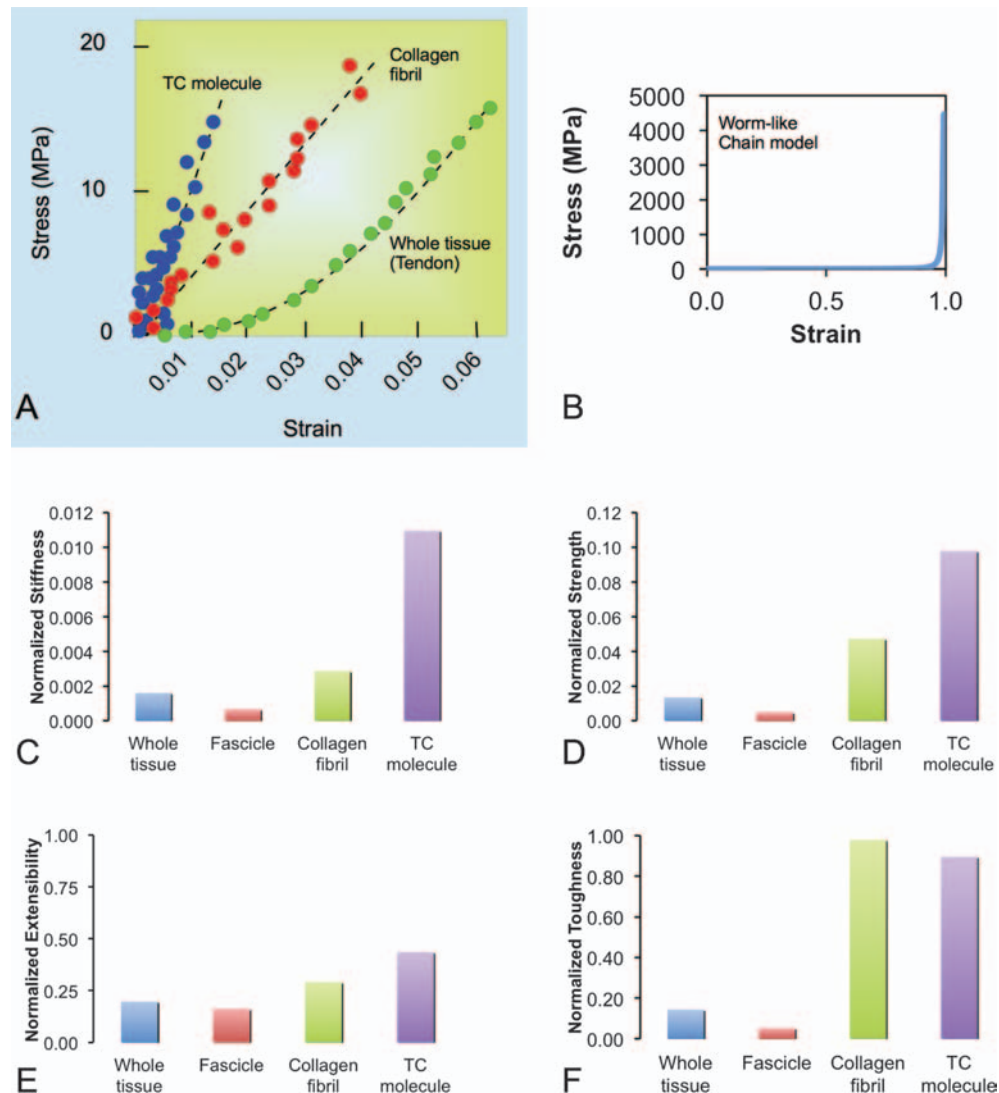 20
10
0
Stress (MPa)
TC molecule
Collagen
fibril
Whole tissue
(Tendon)
0.01
0.02
0.03
0.04
0.05
0.06
Strain
A
5000
4000
3000
2000
1000
0
Stress (MPa)
Worm-like
Chain model
0.0
0.5
1.0
Strain
B
0.012
0.010
0.008
0.006
0.004
0.002
0.000
Normalized Stiffness
Whole
tissue
Fascicle
Collagen
fibril
TC
molecule
C
0.12
0.10
0.08
0.06
0.04
0.02
0.00
Normalized Strength
Whole
tissue
Fascicle
Collagen
fibril
TC
molecule
D
1.00
0.75
0.50
0.25
0.00
Normalized Extensibility
Whole
tissue
Fascicle
Collagen
fibril
TC
molecule
E
1.00
0.80
0.60
0.40
0.20
0.00
Normalized Toughness
Whole
tissue
Fascicle
Collagen
fibril
TC
molecule
F